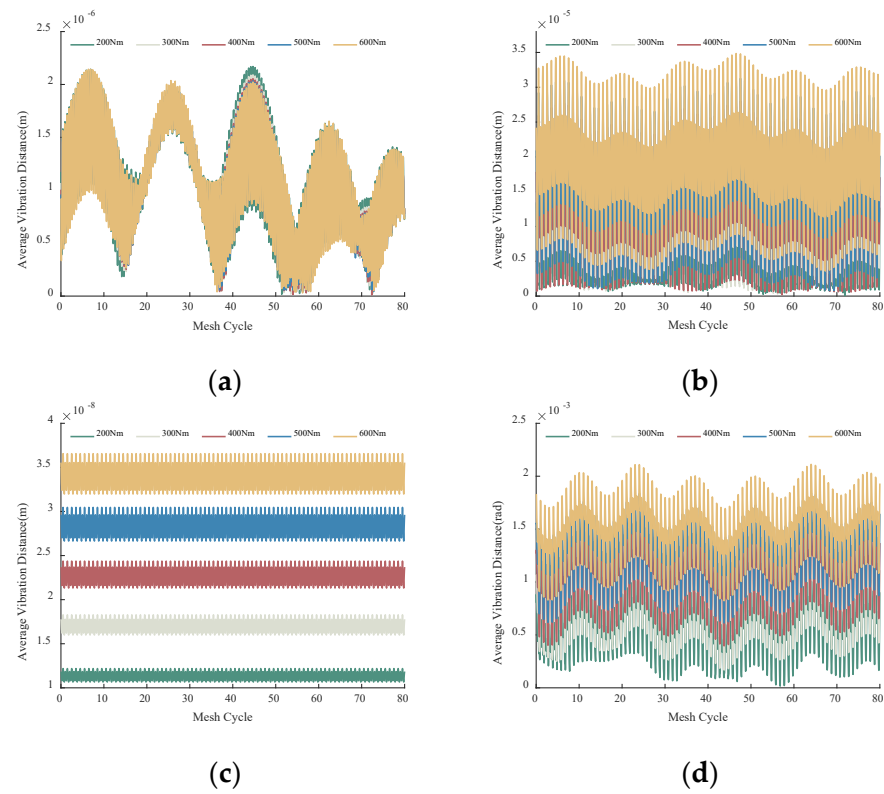 × 10 -6
2.5
200Nm 300Nm 400Nm 500Nm 600Nm
2
1.5
1
0.5
0
0 10 20 30 40 50 60 70 80
Average Vibration Distance(m)
Mesh Cycle
(a)
× 10 -5
3.5
200Nm 300Nm 400Nm 500Nm 600Nm
3
2.5
2
1.5
1
0.5
0
0 10 20 30 40 50 60 70 80
Average Vibration Distance(m)
Mesh Cycle
(b)
× 10 -8
4
200Nm 300Nm 400Nm 500Nm 600Nm
3.5
3
2.5
2
1.5
1
0 10 20 30 40 50 60 70 80
Average Vibration Distance(m)
Mesh Cycle
(c)
× 10 -3
2.5
200Nm 300Nm 400Nm 500Nm 600Nm
2
1.5
1
0.5
0
0 10 20 30 40 50 60 70 80
Average Vibration Distance(rad)
Mesh Cycle
(d)